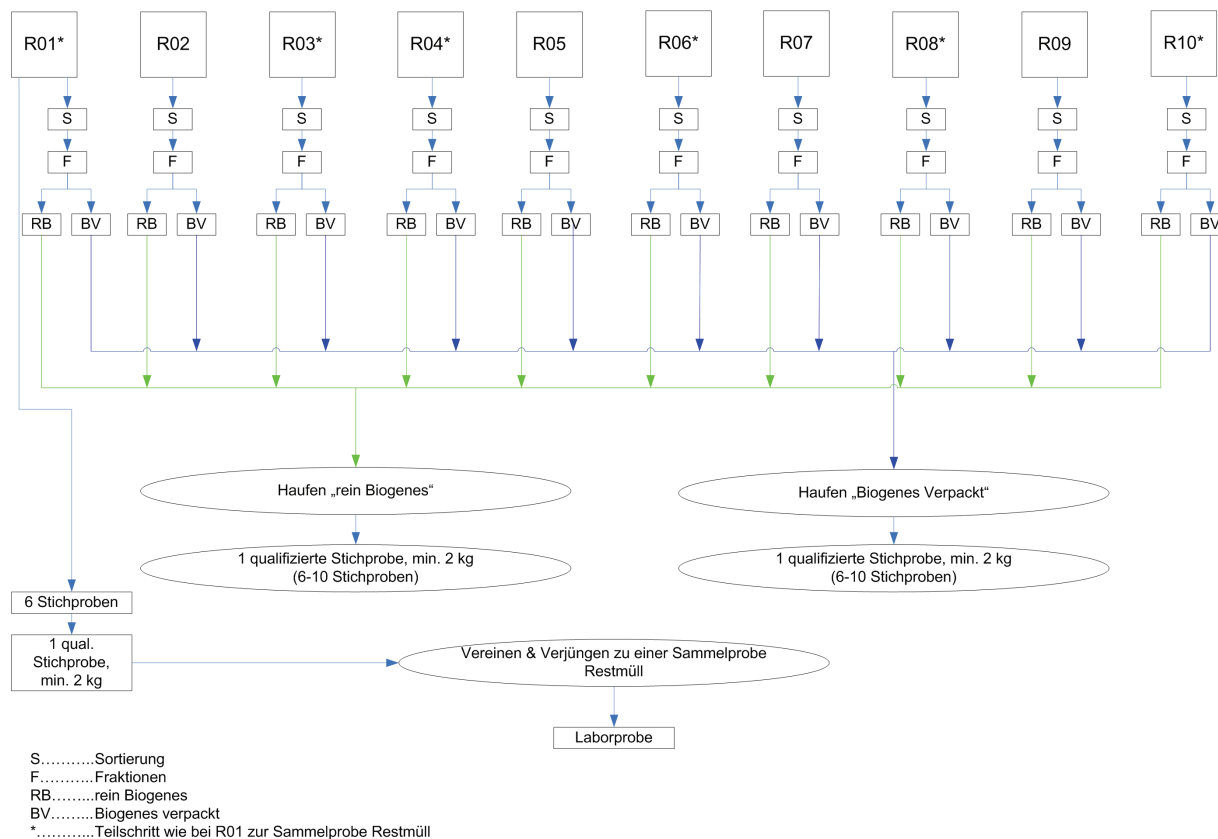 R01*
R02
R03*
R04*
R05
R06*
R07
R08*
R09
R10*
S
S
S
S
S
S
S
S
S
S
F
F
F
F
F
F
F
F
F
F
RB
BV
RB
BV
RB
BV
RB
BV
RB
BV
RB
BV
RB
BV
RB
BV
RB
BV
RB
BV
Haufen „rein Biogenes“
Haufen „Biogenes Verpackt“
1 qualifizierte Stichprobe, min. 2 kg
(6-10 Stichproben)
1 qualifizierte Stichprobe, min. 2 kg
(6-10 Stichproben)
6 Stichproben
1 qual.
Stichprobe,
min. 2 kg
Vereinen & Verjüngen zu einer Sammelprobe
Restmüll
Laborprobe
S………..Sortierung
F………..Fraktionen
RB……...rein Biogenes
BV……...Biogenes verpackt
*………...Teilschritt wie bei R01 zur Sammelprobe Restmüll